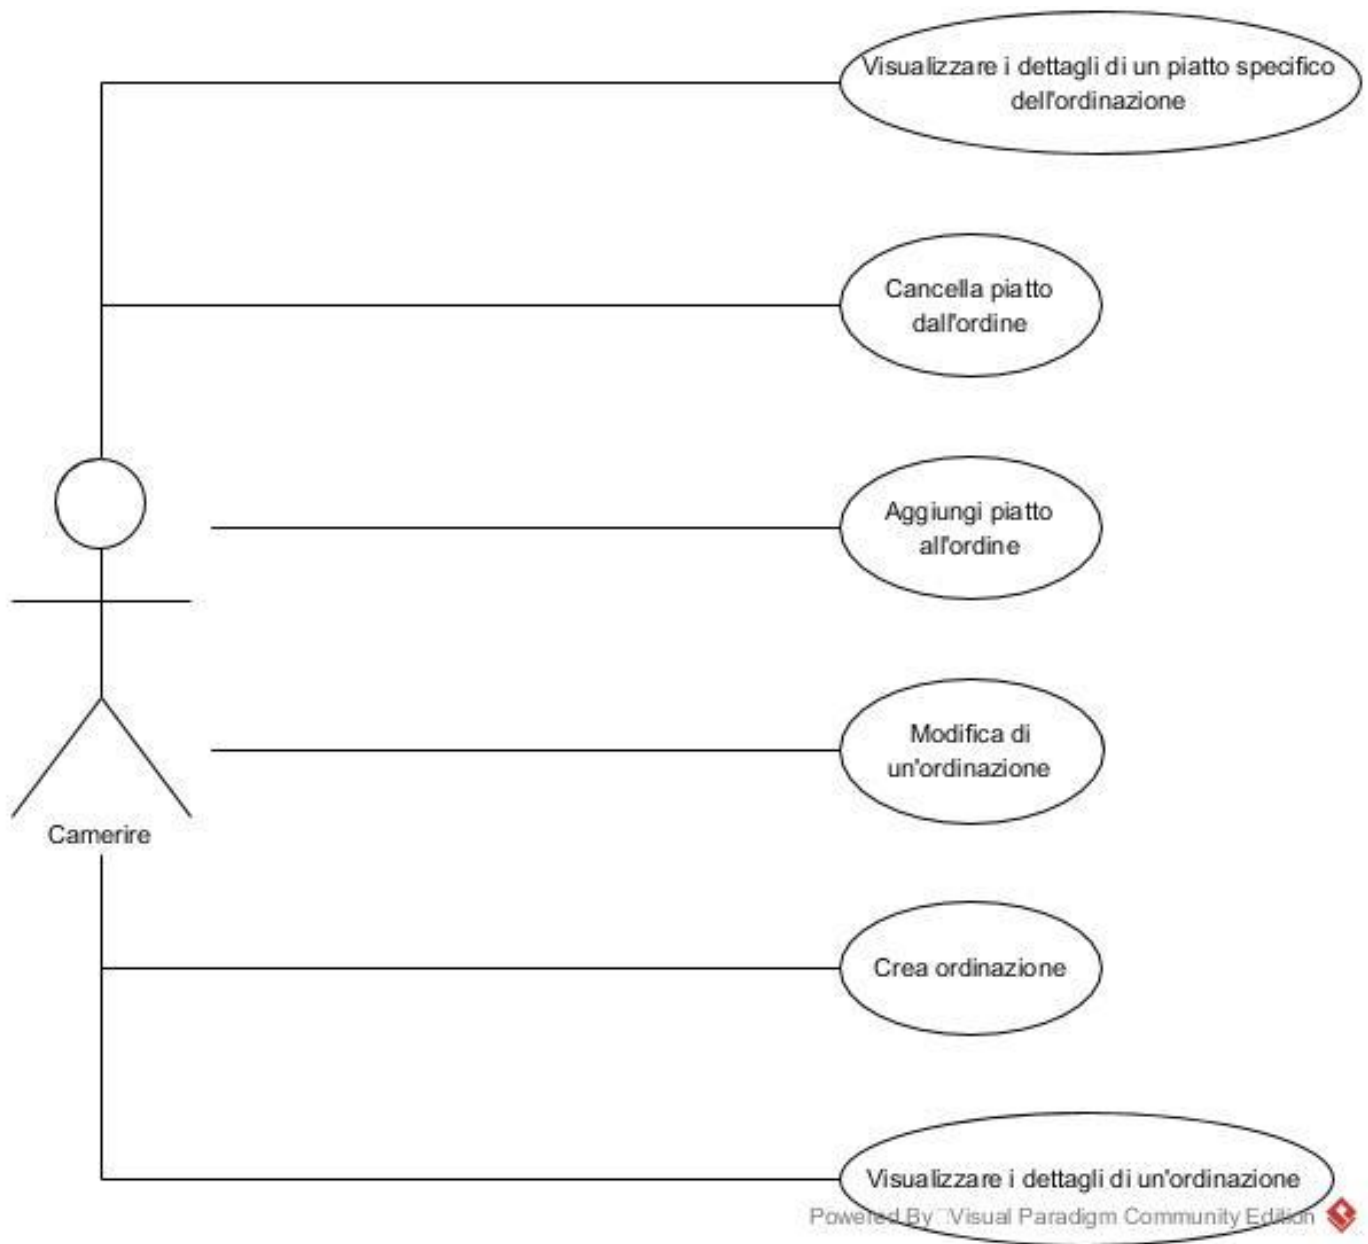 Visualizzare i dettagli di un piatto specifico
dell'ordinazione
Cancella piatto
dall'ordine
Aggiungi piatto
all'ordine
Modifica di
un'ordinazione
Camerire
Crea ordinazione
Visualizzare i dettagli di un'ordinazione
Powered By Visual Paradigm Community Edition